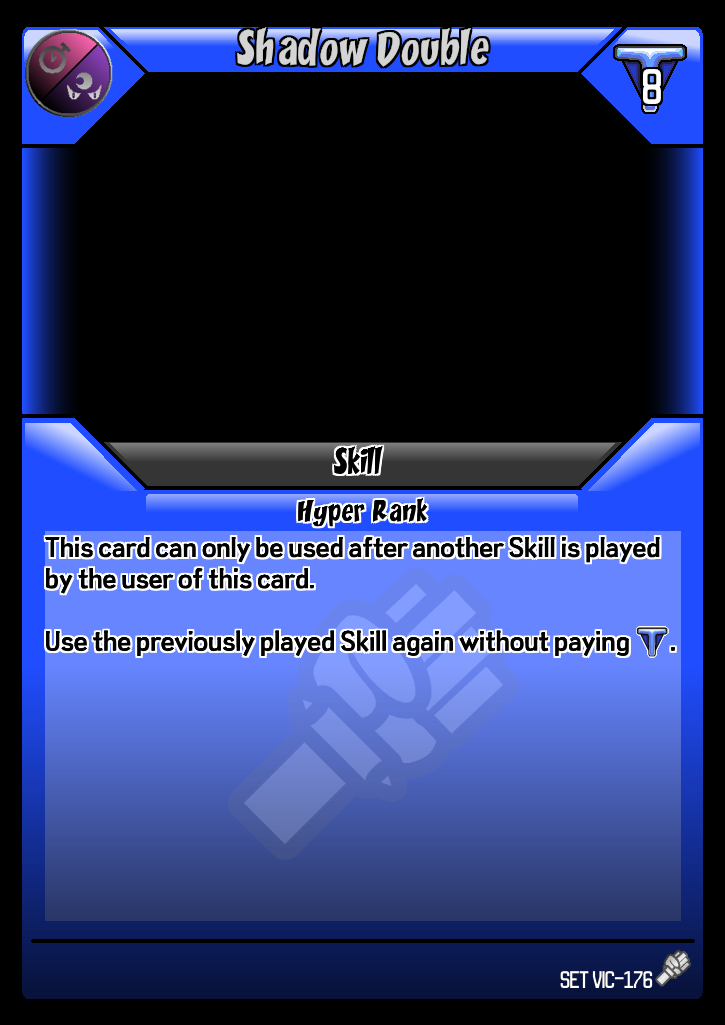 Shadow Double
8
Skill
Hyper Rank
This card can only be used after another Skill is played
by the user of this card.
Use the previously played Skill again without paying .
SET VIC-176